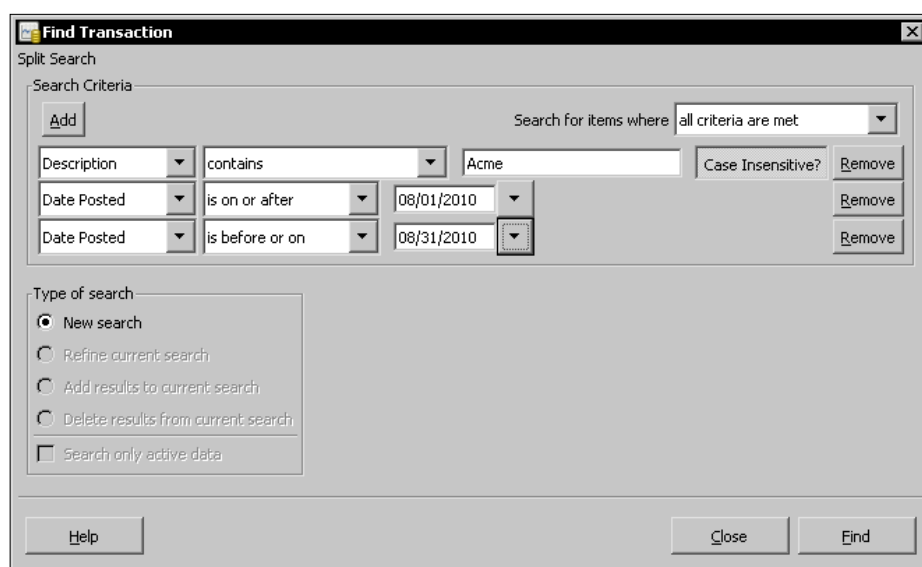 Find Transaction
Split Search
Search Criteria
Add Search for items where all criteria are met
Description contains Acme Case Insensitive? Remove
Date Posted is on or after 08/01/2010 Remove
Date Posted is before or on 08/31/2010 Remove
Type of search
New search
Refine current search
Add results to current search
Delete results from current search
Search only active data
Help Close Find